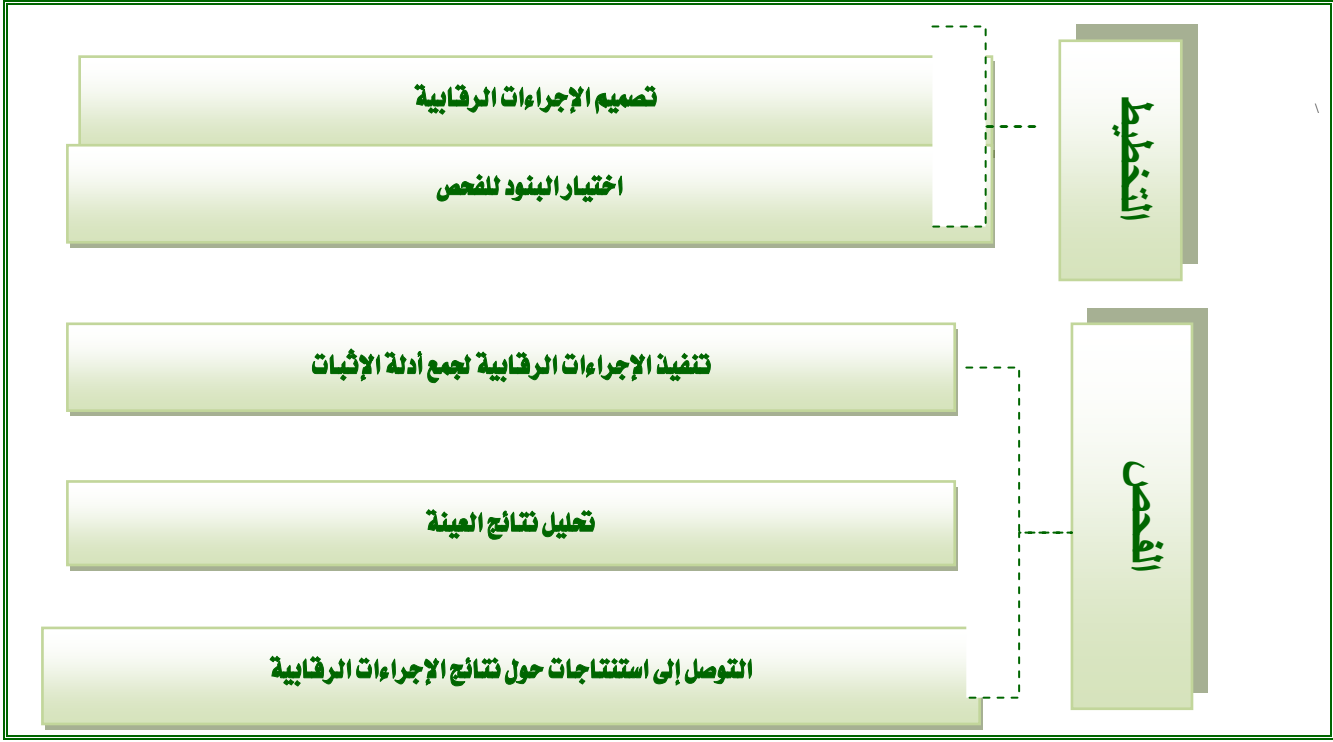 التخطيط
تصميم الإجراءات الرقابية
اختيار البنود للفحص
الفحص
تنفيذ الإجراءات الرقابية لجمع أدلة الإثبات
تحليل نتائج العينة
التوصل إلى استنتاجات حول نتائج الإجراءات الرقابية